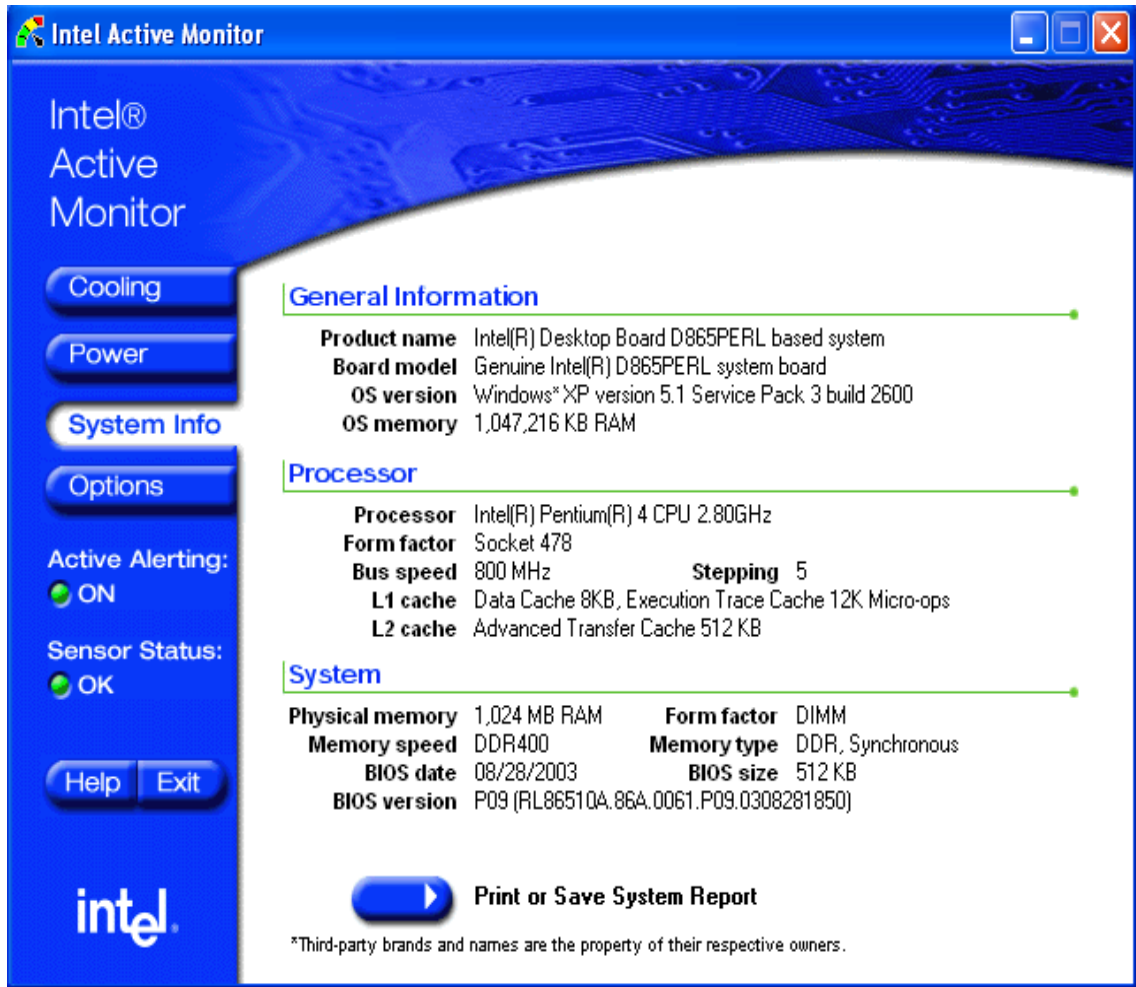 Intel Active Monitor
Intel®
Active
Monitor
Cooling
Power
System Info
Options
Active Alerting:
ON
Sensor Status:
OK
Help Exit
intel.
General Information
Product name Intel(R) Desktop Board D865PERL based system
Board model Genuine Intel(R) D865PERL system board
OS version Windows* XP version 5.1 Service Pack 3 build 2600
OS memory 1,047,216 KB RAM
Processor
Processor Intel(R) Pentium(R) 4 CPU 2.80GHz
Form factor Socket 478
Bus speed 800 MHz Stepping 5
L1 cache Data Cache 8KB, Execution Trace Cache 12K Micro-ops
L2 cache Advanced Transfer Cache 512 KB
System
Physical memory 1,024 MB RAM Form factor DIMM
Memory speed DDR400 Memory type DDR, Synchronous
BIOS date 08/28/2003 BIOS size 512 KB
BIOS version P09 (RL86510A.86A.0061.P09.0308281850)
Print or Save System Report
*Third-party brands and names are the property of their respective owners.